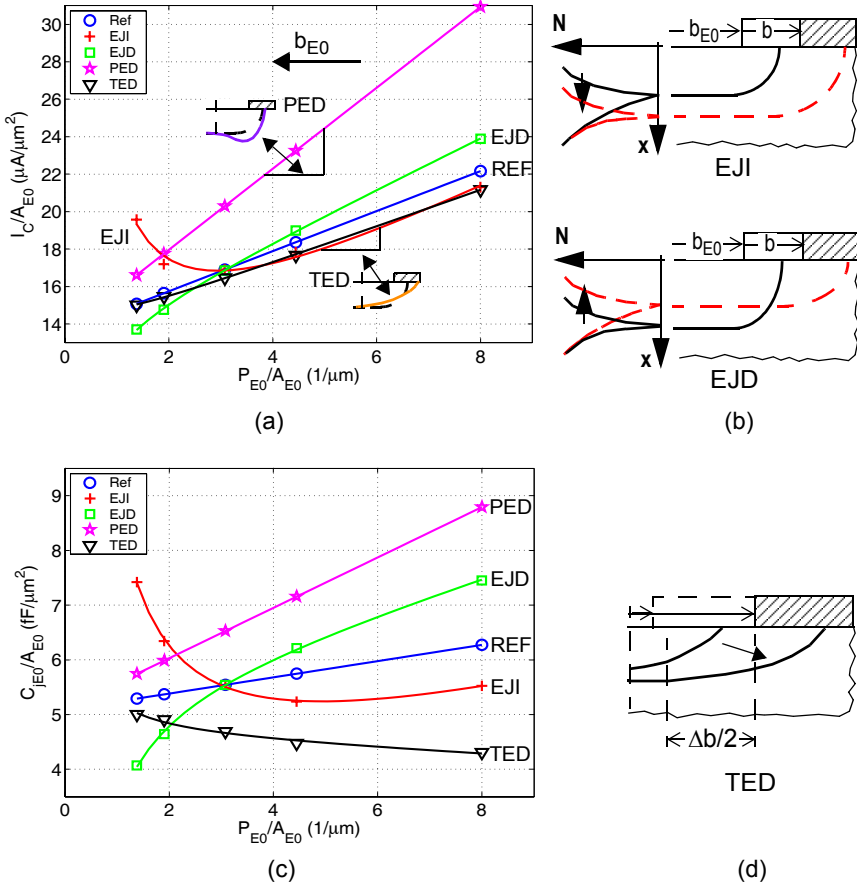 Ref
EJI
EJD
PED
TED
b_E0
PED
EJD
REF
EJI
TED
30
28
26
24
22
20
18
16
14
0 2 4 6 8
I_C/A_E0 (μA/μm²)
P_E0/A_E0 (1/μm)
(a)
N
b_E0 b
x
EJI
N
b_E0 b
x
EJD
(b)
Ref
EJI
EJD
PED
TED
PED
EJD
REF
EJI
TED
9
8
7
6
5
4
0 2 4 6 8
C_jE0/A_E0 (fF/μm²)
P_E0/A_E0 (1/μm)
(c)
Δb/2
TED
(d)